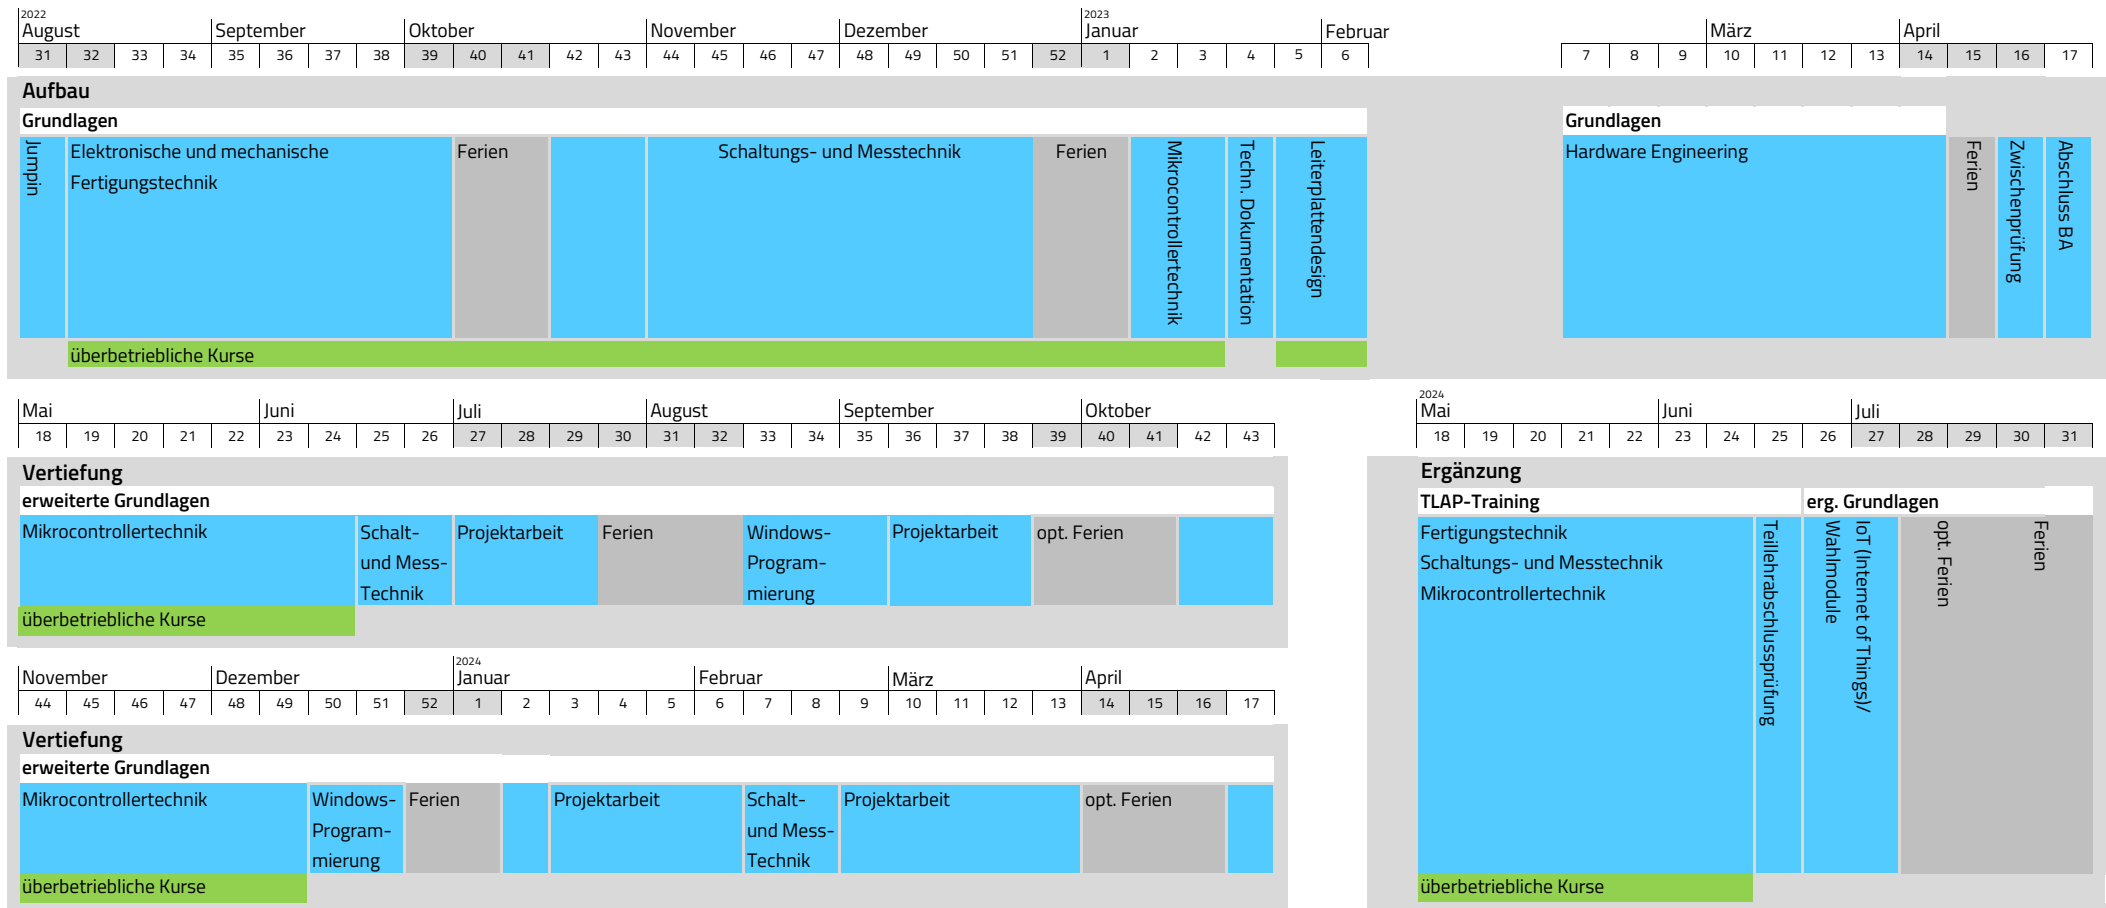 2022
August September Oktober November Dezember
2023
Januar Februar März April
31 32 33 34 35 36 37 38 39 40 41 42 43 44 45 46 47 48 49 50 51 52 1 2 3 4 5 6 7 8 9 10 11 12 13 14 15 16 17
Aufbau
Grundlagen
Grundlagen
Jumpin
Elektronische und mechanische
Fertigungstechnik
Ferien
Schaltungs- und Messtechnik
Ferien
Mikrocontrollertechnik
Techn. Dokumentation
Leiterplattendesign
Hardware Engineering
Ferien
Zwischenprüfung
Abschluss BA
überbetriebliche Kurse
Mai Juni Juli August September Oktober
18 19 20 21 22 23 24 25 26 27 28 29 30 31 32 33 34 35 36 37 38 39 40 41 42 43
Vertiefung
erweiterte Grundlagen
Mikrocontrollertechnik
Schalt-
und Mess-
Technik
Projektarbeit
Ferien
Windows-
Program-
mierung
Projektarbeit
opt. Ferien
überbetriebliche Kurse
November Dezember
2024
Januar Februar März April
44 45 46 47 48 49 50 51 52 1 2 3 4 5 6 7 8 9 10 11 12 13 14 15 16 17
Vertiefung
erweiterte Grundlagen
Mikrocontrollertechnik
Windows-
Program-
mierung
Ferien
Projektarbeit
Schalt-
und Mess-
Technik
Projektarbeit
opt. Ferien
überbetriebliche Kurse
2024
Mai Juni Juli
18 19 20 21 22 23 24 25 26 27 28 29 30 31
Ergänzung
TLAP-Training
erg. Grundlagen
Fertigungstechnik
Schaltungs- und Messtechnik
Mikrocontrollertechnik
Teillehrabschlussprüfung
IoT (Internet of Things)/
Wahlmodule
opt. Ferien
Ferien
überbetriebliche Kurse